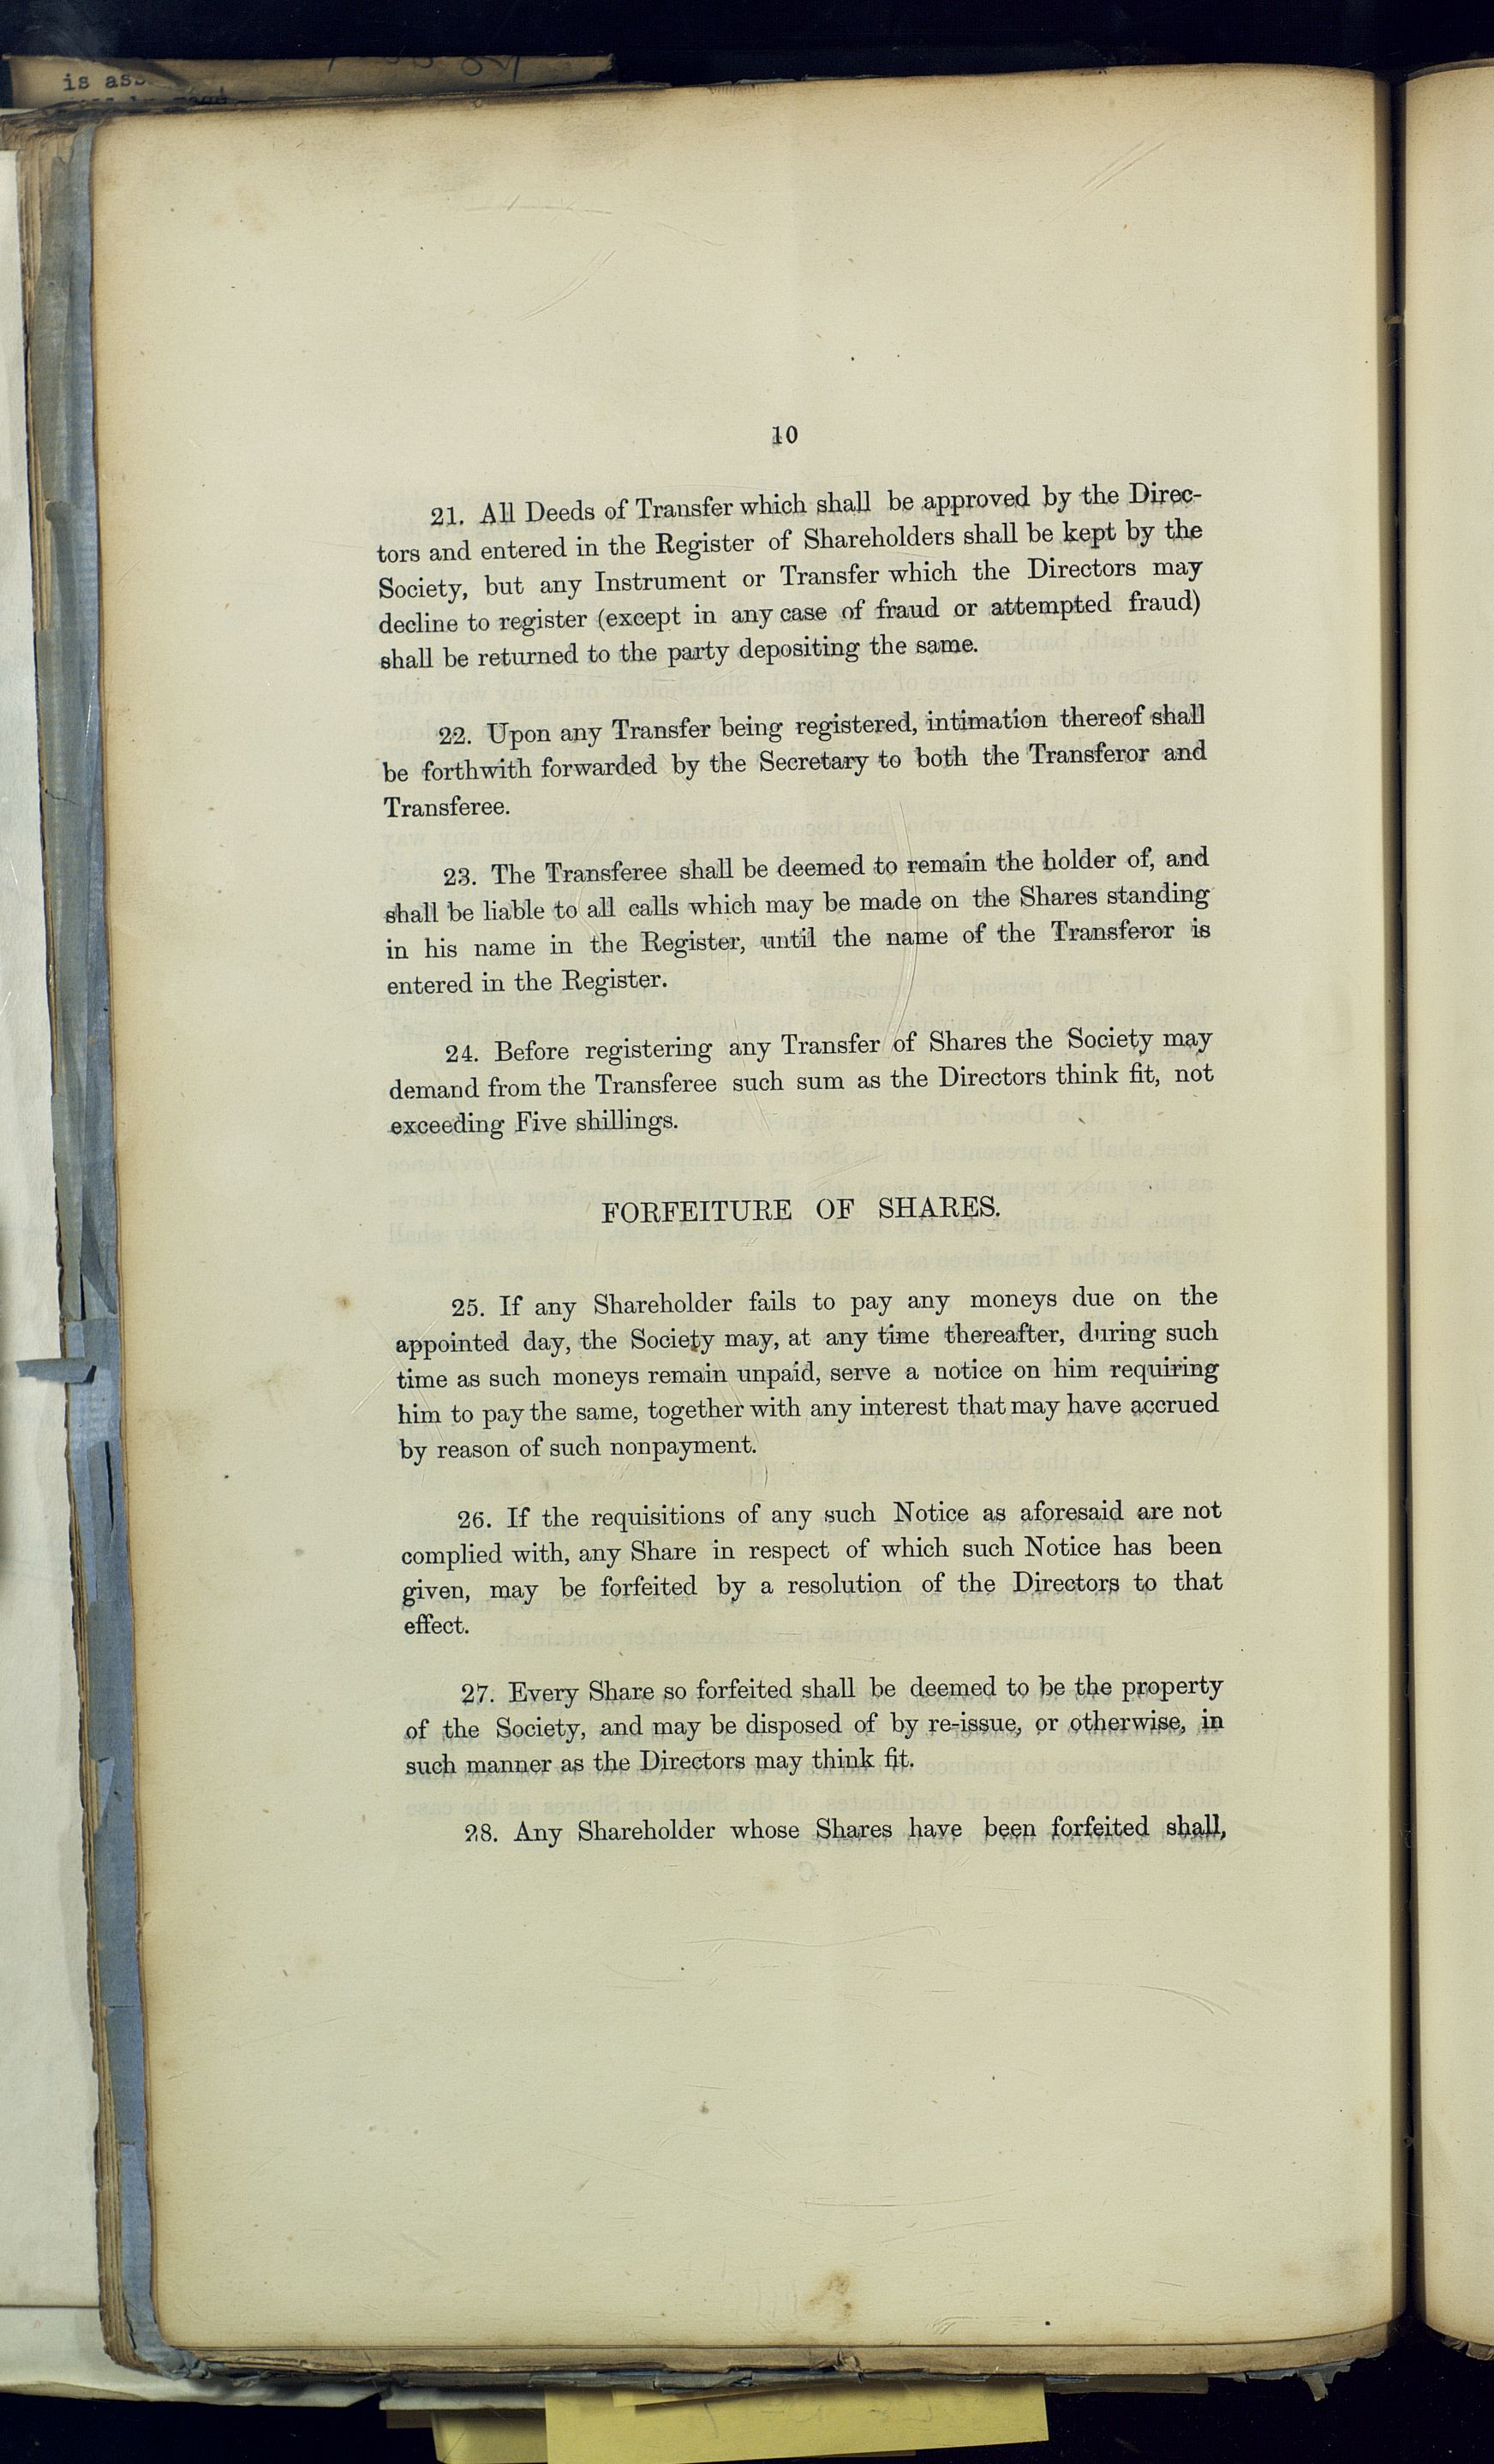 is ass
10
21. All Deeds of Transfer which shall be approved by the Direc-
tors and entered in the Register of Shareholders shall be kept by the
Society, but any Instrument or Transfer which the Directors may
decline to register (except in any case of fraud or attempted fraud)
shall be returned to the party depositing the same.
22. Upon any Transfer being registered, intimation thereof shall
be forthwith forwarded by the Secretary to both the Transferor and
Transferee.
23. The Transferee shall be deemed to remain the holder of, and
shall be liable to all calls which may be made on the Shares standing
in his name in the Register, until the name of the Transferor is
entered in the Register.
24. Before registering any Transfer of Shares the Society may
demand from the Transferee such sum as the Directors think fit, not
exceeding Five shillings.
FORFEITURE OF SHARES.
25. If any Shareholder fails to pay any moneys due on the
appointed day, the Society may, at any time thereafter, during such
time as such moneys remain unpaid, serve a notice on him requiring
him to pay the same, together with any interest that may have accrued
by reason of such nonpayment.
26. If the requisitions of any such Notice as aforesaid are not
complied with, any Share in respect of which such Notice has been
given, may be forfeited by a resolution of the Directors to that
effect.
27. Every Share so forfeited shall be deemed to be the property
of the Society, and may be disposed of by re-issue, or otherwise, in
such manner as the Directors may think fit.
28. Any Shareholder whose Shares have been forfeited shall,